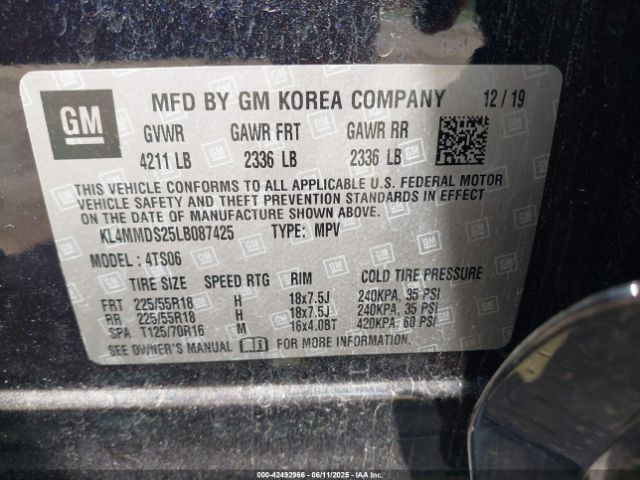 GM
MFD BY GM KOREA COMPANY 12 / 19
GVWR GAWR FRT GAWR RR
4211 LB 2336 LB 2336 LB
THIS VEHICLE CONFORMS TO ALL APPLICABLE U.S. FEDERAL MOTOR
VEHICLE SAFETY AND THEFT PREVENTION STANDARDS IN EFFECT
ON THE DATE OF MANUFACTURE SHOWN ABOVE.
KL4MMDS25LB087425 TYPE: MPV
MODEL : 4TS06
TIRE SIZE SPEED RTG RIM COLD TIRE PRESSURE
FRT 225/55R18 H 18x7.5J 240KPA, 35 PSI
RR 225/55R18 H 18x7.5J 240KPA, 35 PSI
SPA T125/70R16 M 16x4.0BT 420KPA, 60 PSI
SEE OWNER'S MANUAL FOR MORE INFORMATION.
000-42492966 - 06/11/2025 - IAA Inc.